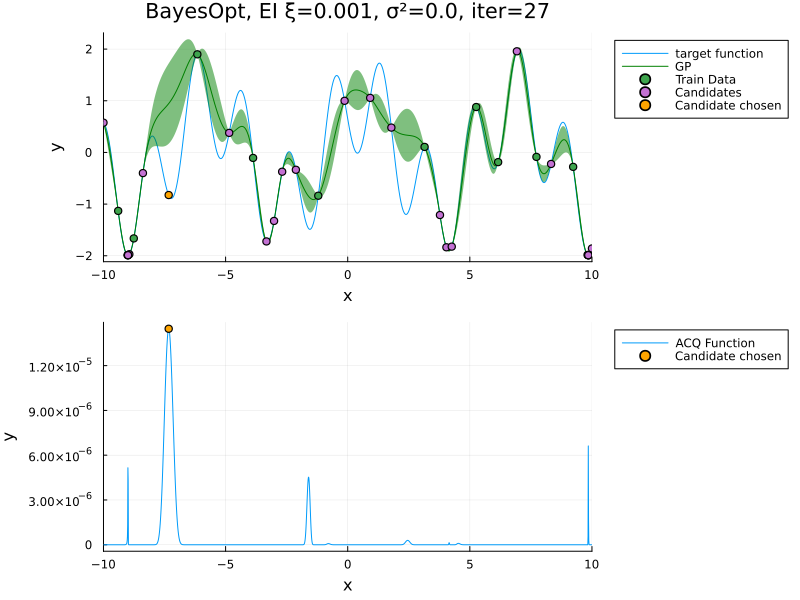 BayesOpt, EI ξ=0.001, σ²=0.0, iter=27
y
2
1
0
−1
−2
−10 −5 0 5 10
x
target function
GP
Train Data
Candidates
Candidate chosen
y
1.20×10⁻⁵
9.00×10⁻⁶
6.00×10⁻⁶
3.00×10⁻⁶
0
−10 −5 0 5 10
x
ACQ Function
Candidate chosen